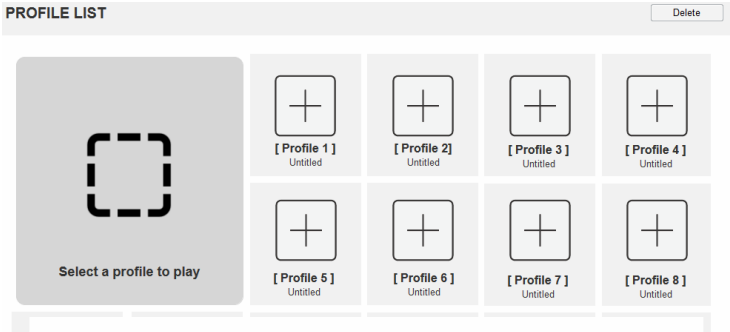 PROFILE LIST
Delete
Select a profile to play
[ Profile 1 ]
Untitled
[ Profile 2]
Untitled
[ Profile 3 ]
Untitled
[ Profile 4 ]
Untitled
[ Profile 5 ]
Untitled
[ Profile 6 ]
Untitled
[ Profile 7 ]
Untitled
[ Profile 8 ]
Untitled